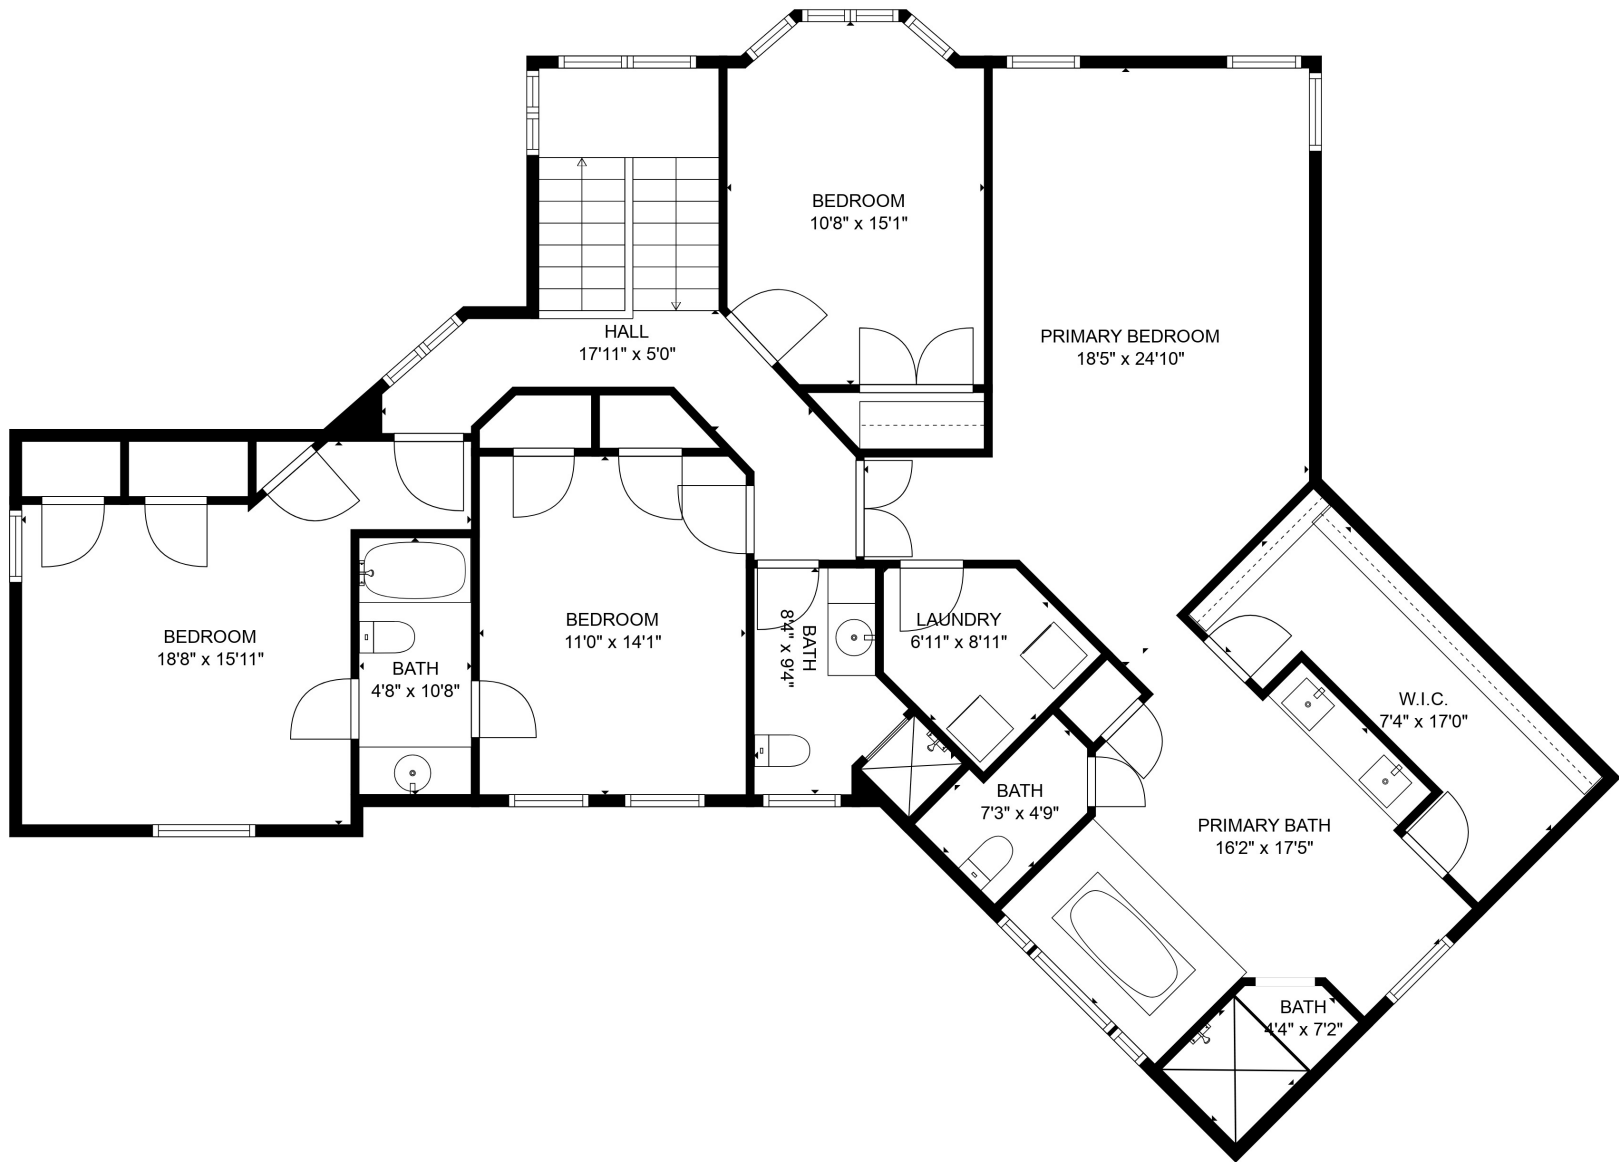 BEDROOM
10'8" x 15'1"
HALL
17'11" x 5'0"
PRIMARY BEDROOM
18'5" x 24'10"
BEDROOM
18'8" x 15'11"
BATH
4'8" x 10'8"
BEDROOM
11'0" x 14'1"
BATH
8'4" x 9'4"
LAUNDRY
6'11" x 8'11"
W.I.C.
7'4" x 17'0"
BATH
7'3" x 4'9"
PRIMARY BATH
16'2" x 17'5"
BATH
4'4" x 7'2"